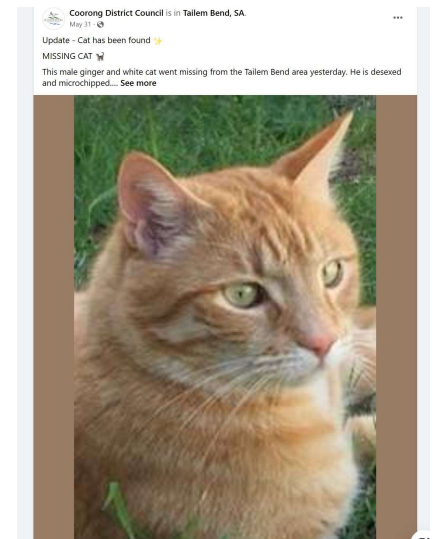 Coorong District Council is in Tailem Bend, SA.
May 31 ·
Update - Cat has been found ✨
MISSING CAT 🐈
This male ginger and white cat went missing from the Tailem Bend area yesterday. He is desexed
and microchipped.... See more